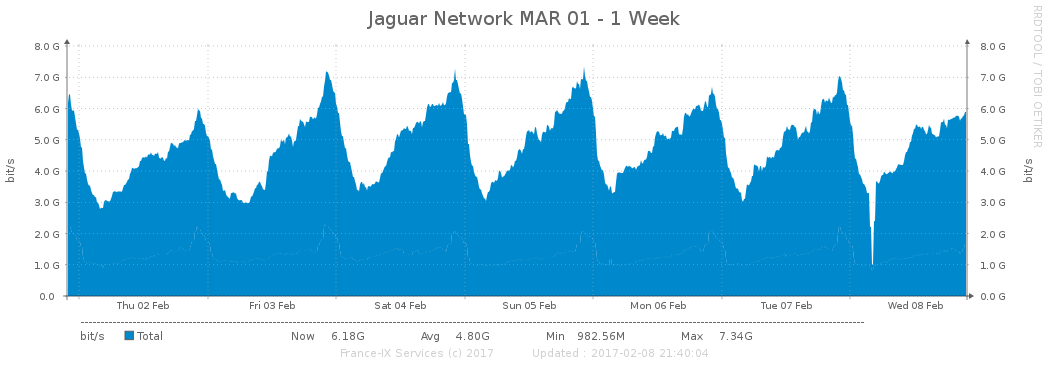 Jaguar Network MAR 01 - 1 Week
RRDTOOL / TOBI OETIKER
bit/s
8.0 G 8.0 G
7.0 G 7.0 G
6.0 G 6.0 G
5.0 G 5.0 G
4.0 G 4.0 G
3.0 G 3.0 G
2.0 G 2.0 G
1.0 G 1.0 G
0.0 0.0 G
bit/s
Thu 02 Feb Fri 03 Feb Sat 04 Feb Sun 05 Feb Mon 06 Feb Tue 07 Feb Wed 08 Feb
bit/s Total Now 6.18G Avg 4.80G Min 982.56M Max 7.34G
France-IX Services (c) 2017 Updated : 2017-02-08 21:40:04